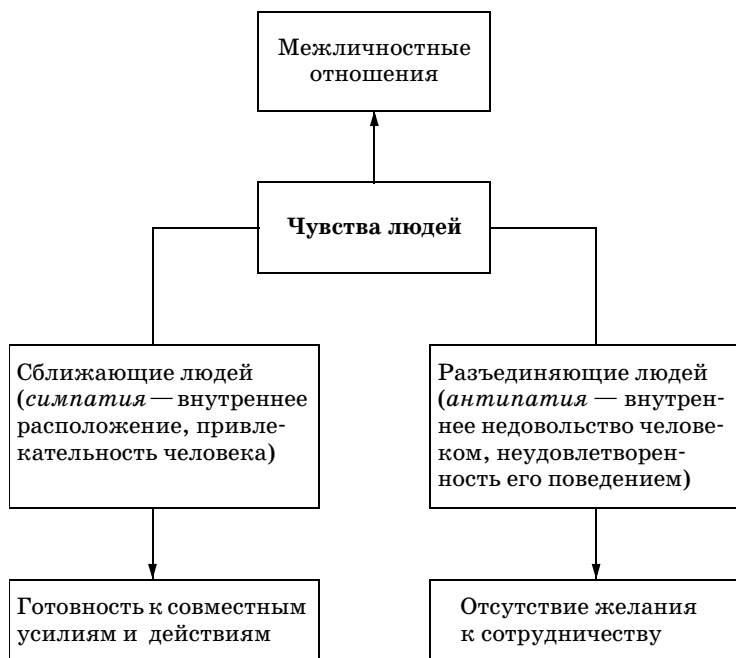 Межличностные
отношения
Чувства людей
Сближающие людей
(симпатия — внутреннее
расположение, привле-
кательность человека)
Разъединяющие людей
(антипатия — внутрен-
нее недовольство челове-
ком, неудовлетворен-
ность его поведением)
Готовность к совместным
усилиям и действиям
Отсутствие желания
к сотрудничеству